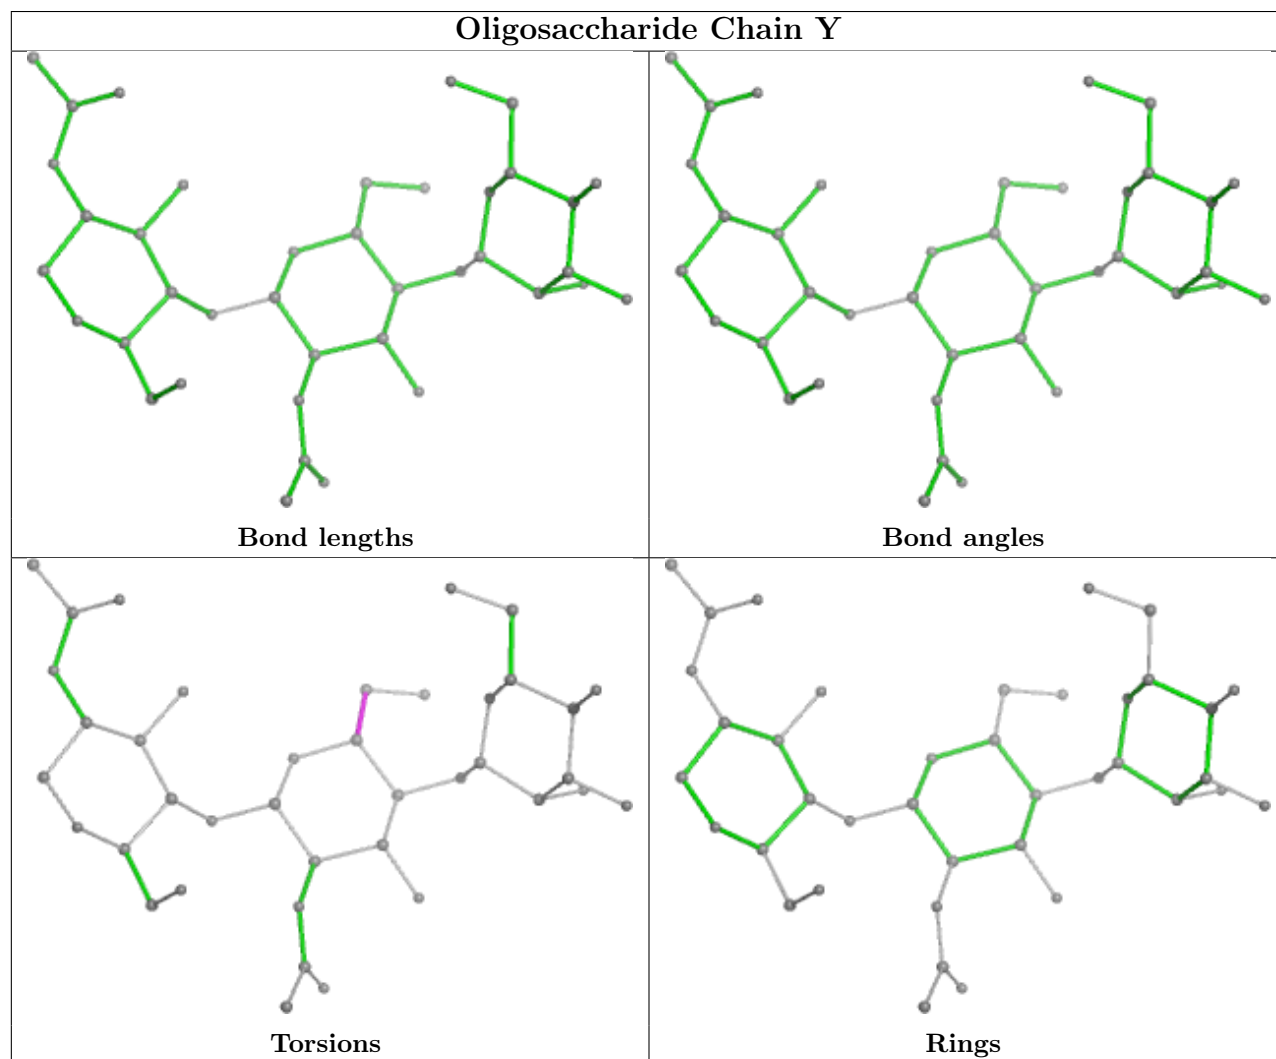 Oligosaccharide Chain Y
Bond lengths
Bond angles
Torsions
Rings